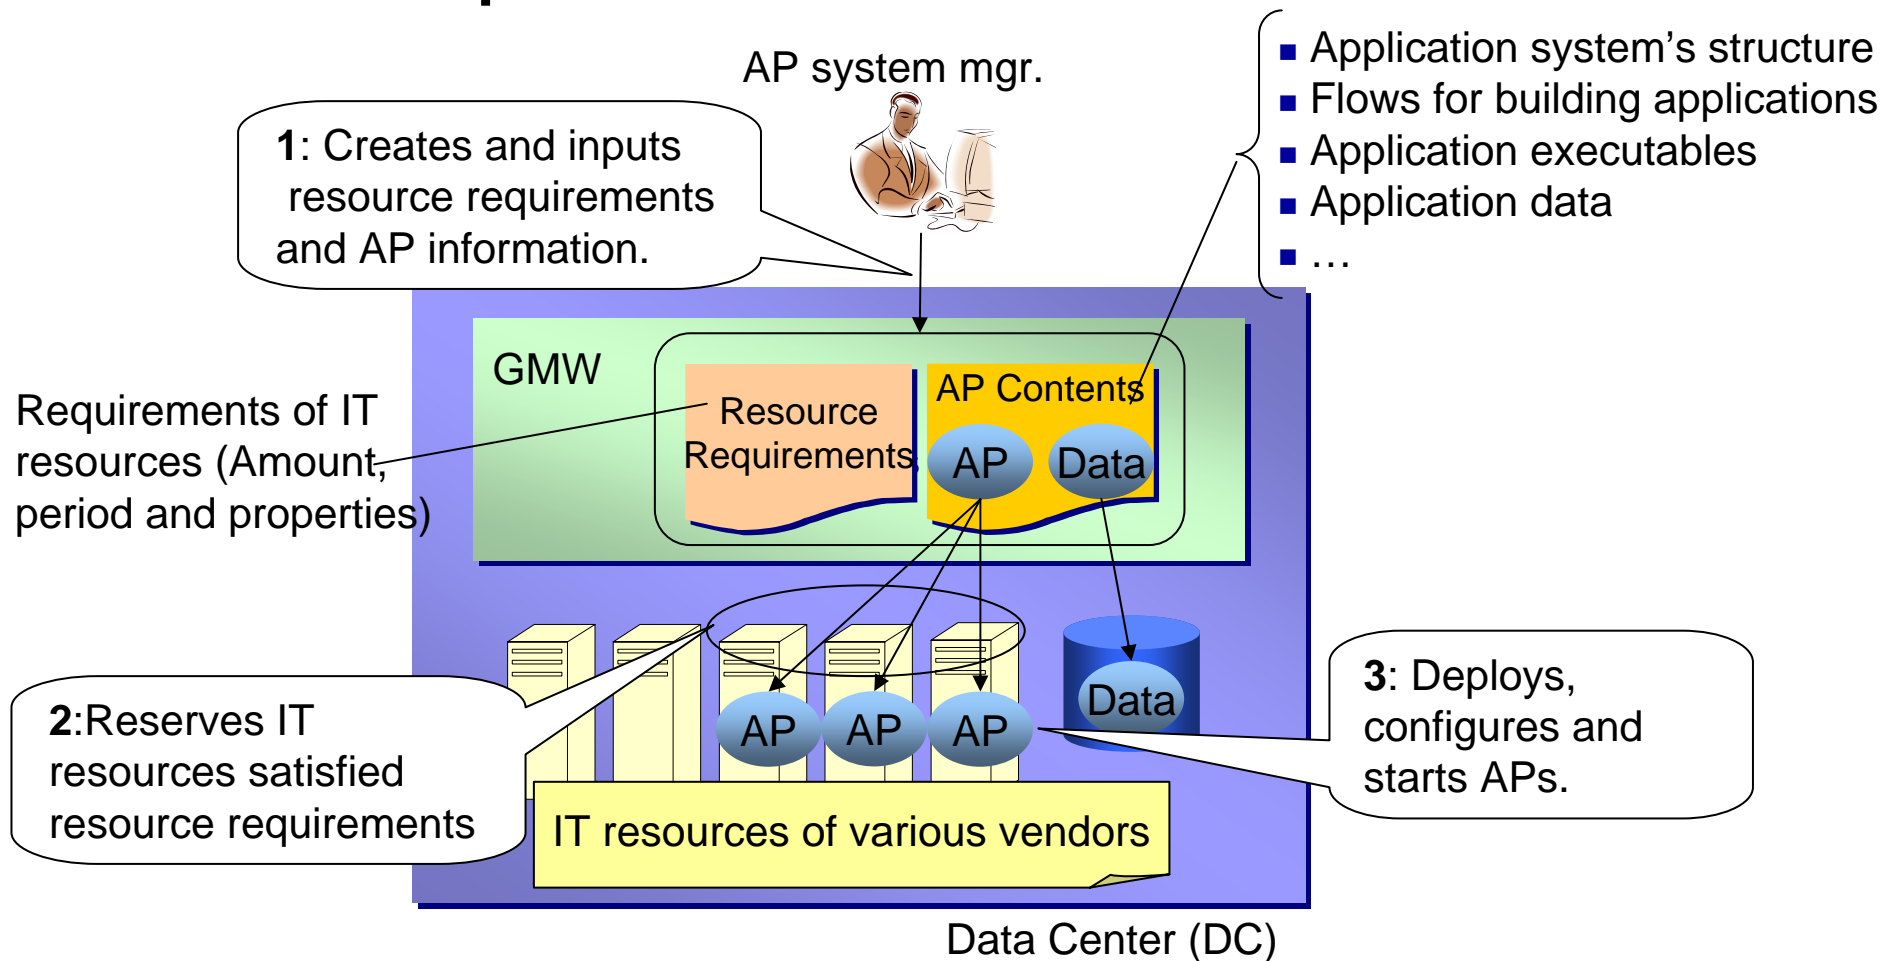 AP system mgr.
1: Creates and inputs
resource requirements
and AP information.
■ Application system’s structure
■ Flows for building applications
■ Application executables
■ Application data
■ …
GMW
Resource
Requirements
AP Contents
AP
Data
Requirements of IT
resources (Amount,
period and properties)
2:Reserves IT
resources satisfied
resource requirements
AP
AP
AP
Data
3: Deploys,
configures and
starts APs.
IT resources of various vendors
Data Center (DC)